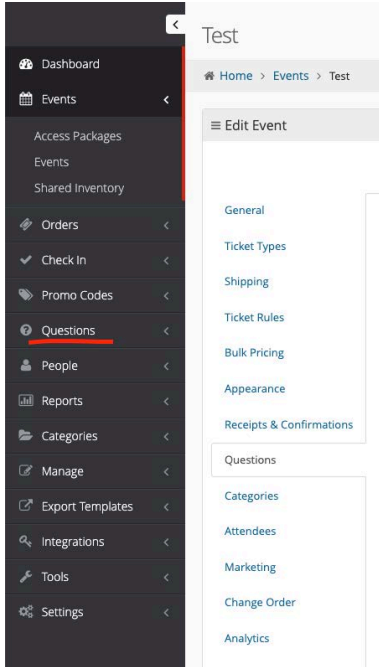 Test
Home > Events > Test
Dashboard
Events
Access Packages
Events
Shared Inventory
Orders
Check In
Promo Codes
Questions
People
Reports
Categories
Manage
Export Templates
Integrations
Tools
Settings
Edit Event
General
Ticket Types
Shipping
Ticket Rules
Bulk Pricing
Appearance
Receipts & Confirmations
Questions
Categories
Attendees
Marketing
Change Order
Analytics